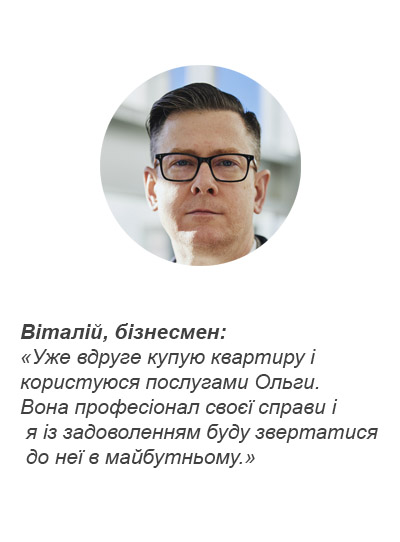 Віталій, бізнесмен:
«Уже вдруге купую квартиру і
користуюся послугами Ольги.
Вона професіонал своєї справи і
я із задоволенням буду звертатися
до неї в майбутньому.»